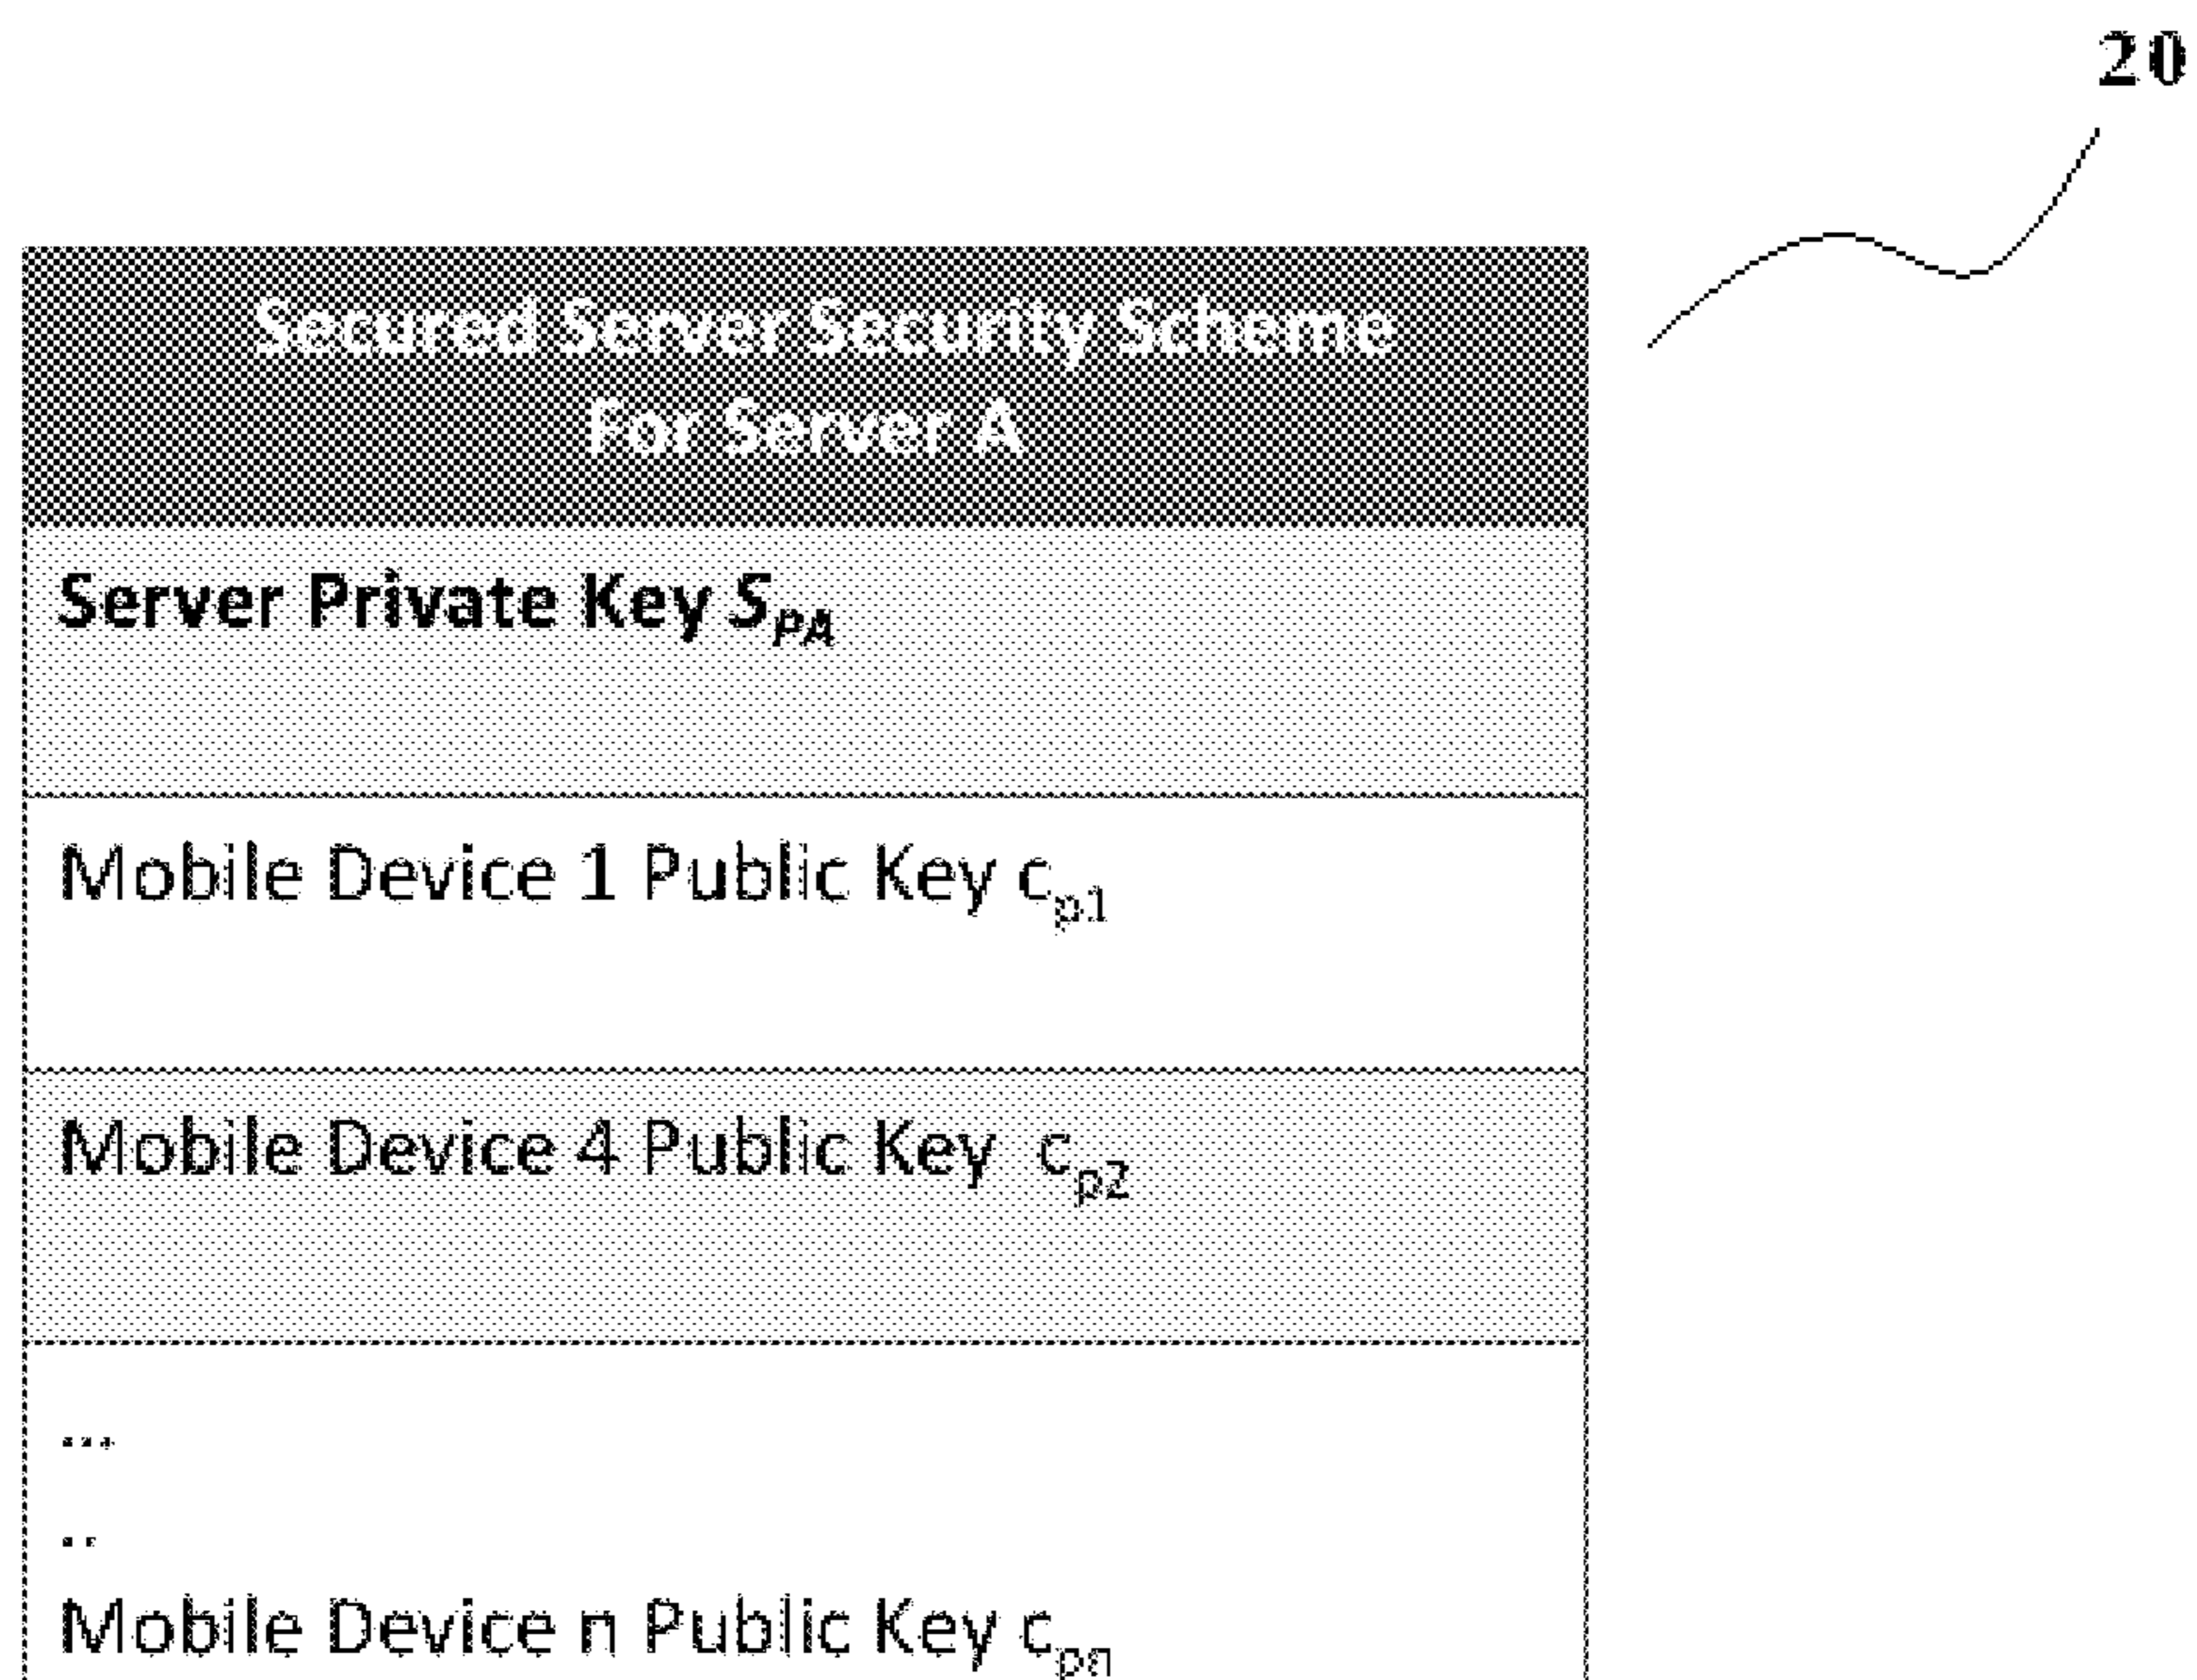 20
Secured Server Security Scheme
For Server A
Server Private Key S_PA
Mobile Device 1 Public Key c_p1
Mobile Device 4 Public Key c_p2
...
..
Mobile Device n Public Key c_pn